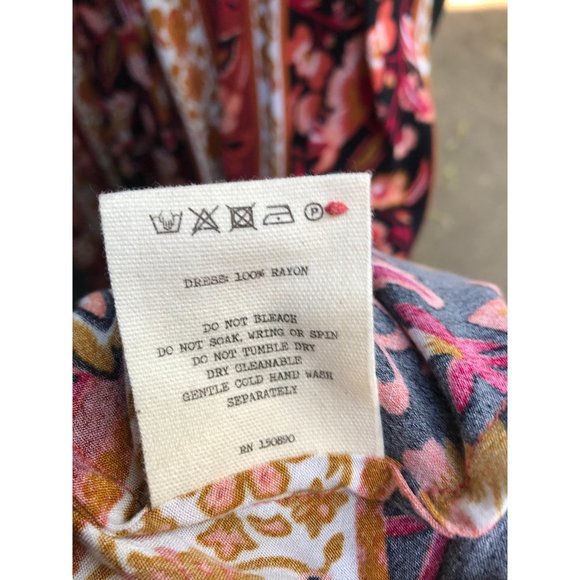 P
DRESS: 100% RAYON
DO NOT BLEACH
DO NOT SOAK, WRING OR SPIN
DO NOT TUMBLE DRY
DRY CLEANABLE
GENTLE COLD HAND WASH
SEPARATELY
RN 150890